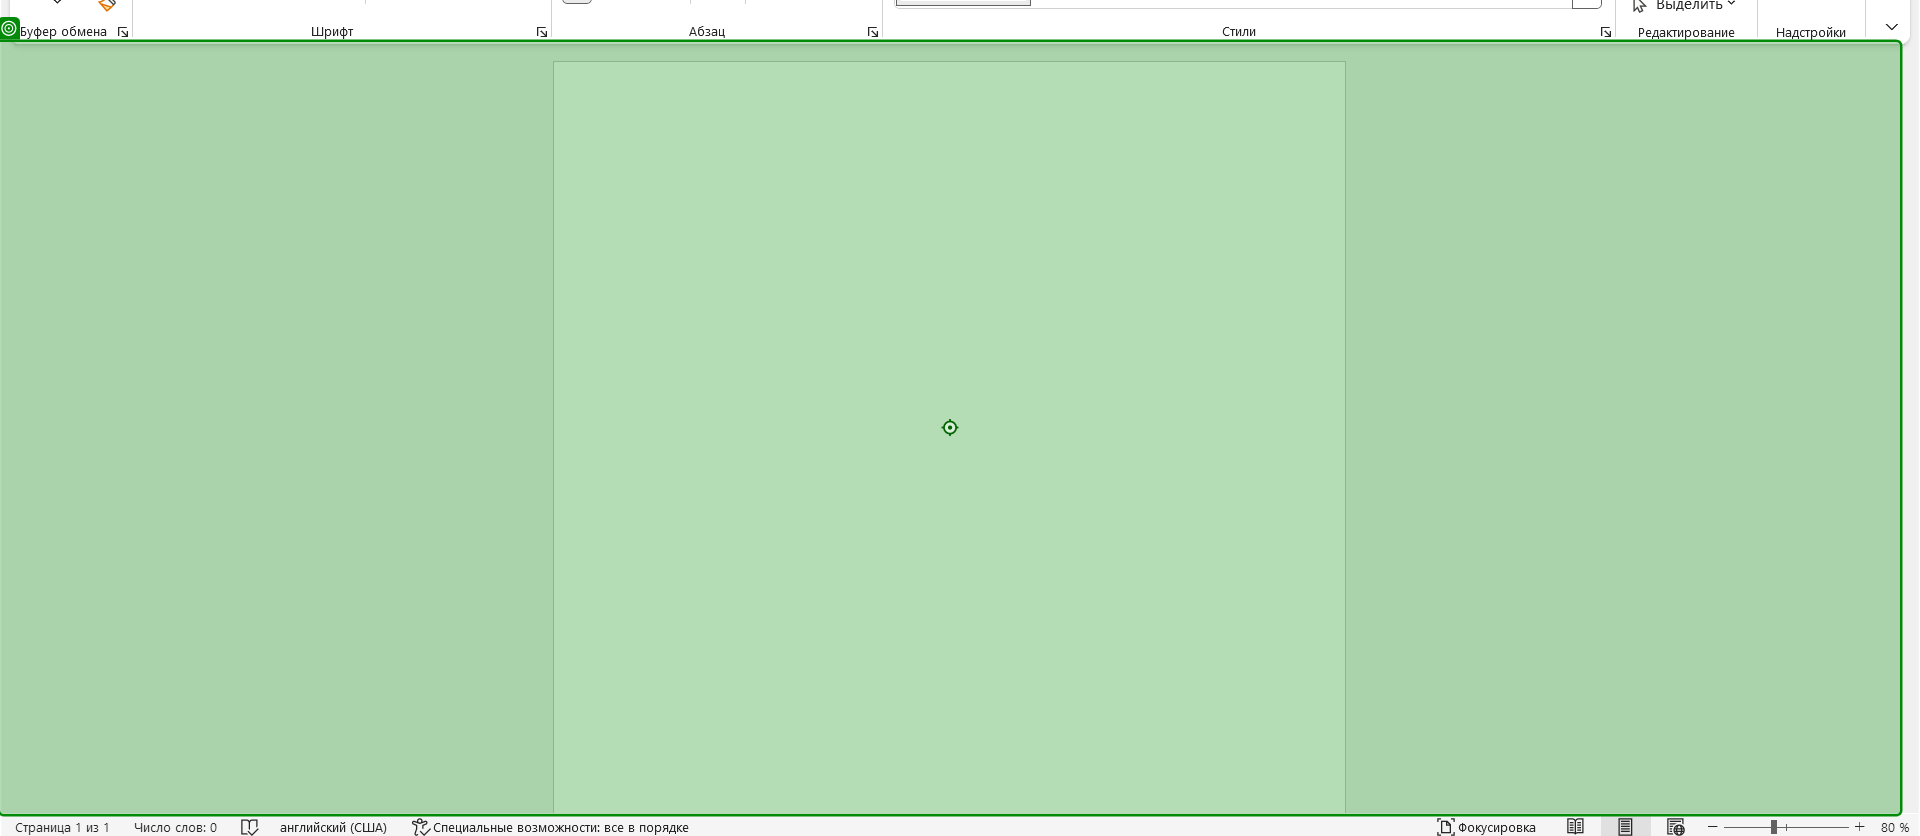 Выделить
Буфер обмена
Шрифт
Абзац
Стили
Редактирование
Надстройки
Страница 1 из 1
Число слов: 0
английский (США)
Специальные возможности: все в порядке
Фокусировка
80 %